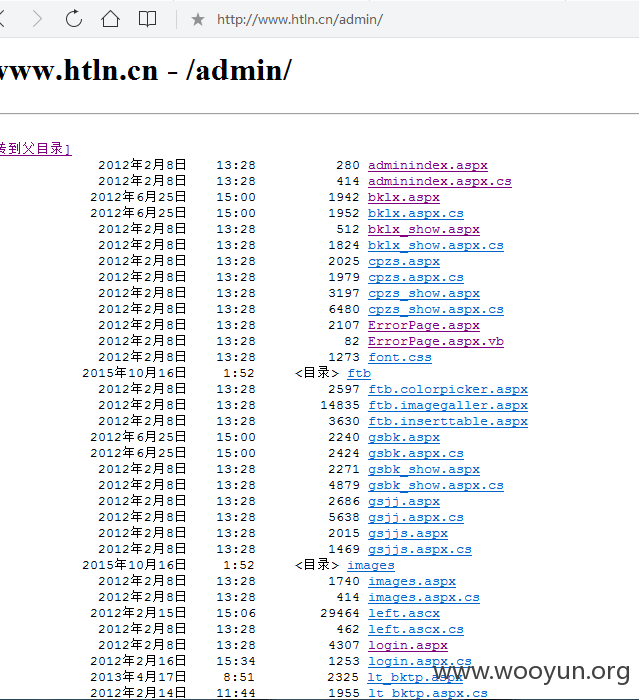 http://www.htln.cn/admin/
www.htln.cn - /admin/
转到父目录]
2012年2月8日 13:28 280 adminindex.aspx
2012年2月8日 13:28 414 adminindex.aspx.cs
2012年6月25日 15:00 1942 bklx.aspx
2012年6月25日 15:00 1952 bklx.aspx.cs
2012年2月8日 13:28 512 bklx_show.aspx
2012年2月8日 13:28 1824 bklx_show.aspx.cs
2012年2月8日 13:28 2025 cpzs.aspx
2012年2月8日 13:28 1979 cpzs.aspx.cs
2012年2月8日 13:28 3197 cpzs_show.aspx
2012年2月8日 13:28 6480 cpzs_show.aspx.cs
2012年2月8日 13:28 2107 ErrorPage.aspx
2012年2月8日 13:28 82 ErrorPage.aspx.vb
2012年2月8日 13:28 1273 font.css
2015年10月16日 1:52 <目录> ftb
2012年2月8日 13:28 2597 ftb.colorpicker.aspx
2012年2月8日 13:28 14835 ftb.imagegaller.aspx
2012年2月8日 13:28 3630 ftb.inserttable.aspx
2012年6月25日 15:00 2240 gsbk.aspx
2012年6月25日 15:00 2424 gsbk.aspx.cs
2012年2月8日 13:28 2271 gsbk_show.aspx
2012年2月8日 13:28 4879 gsbk_show.aspx.cs
2012年2月8日 13:28 2686 gsjj.aspx
2012年2月8日 13:28 5638 gsjj.aspx.cs
2012年2月8日 13:28 2015 gsjjs.aspx
2012年2月8日 13:28 1469 gsjjs.aspx.cs
2015年10月16日 1:52 <目录> images
2012年2月8日 13:28 1740 images.aspx
2012年2月8日 13:28 414 images.aspx.cs
2012年2月15日 15:06 29464 left.ascx
2012年2月8日 13:28 462 left.ascx.cs
2012年2月8日 13:28 4307 login.aspx
2012年2月16日 15:34 1253 login.aspx.cs
2013年4月17日 8:51 2325 lt_bktp.aspx
2012年2月14日 11:44 1955 lt_bktp.aspx.cs
www.wooyun.org